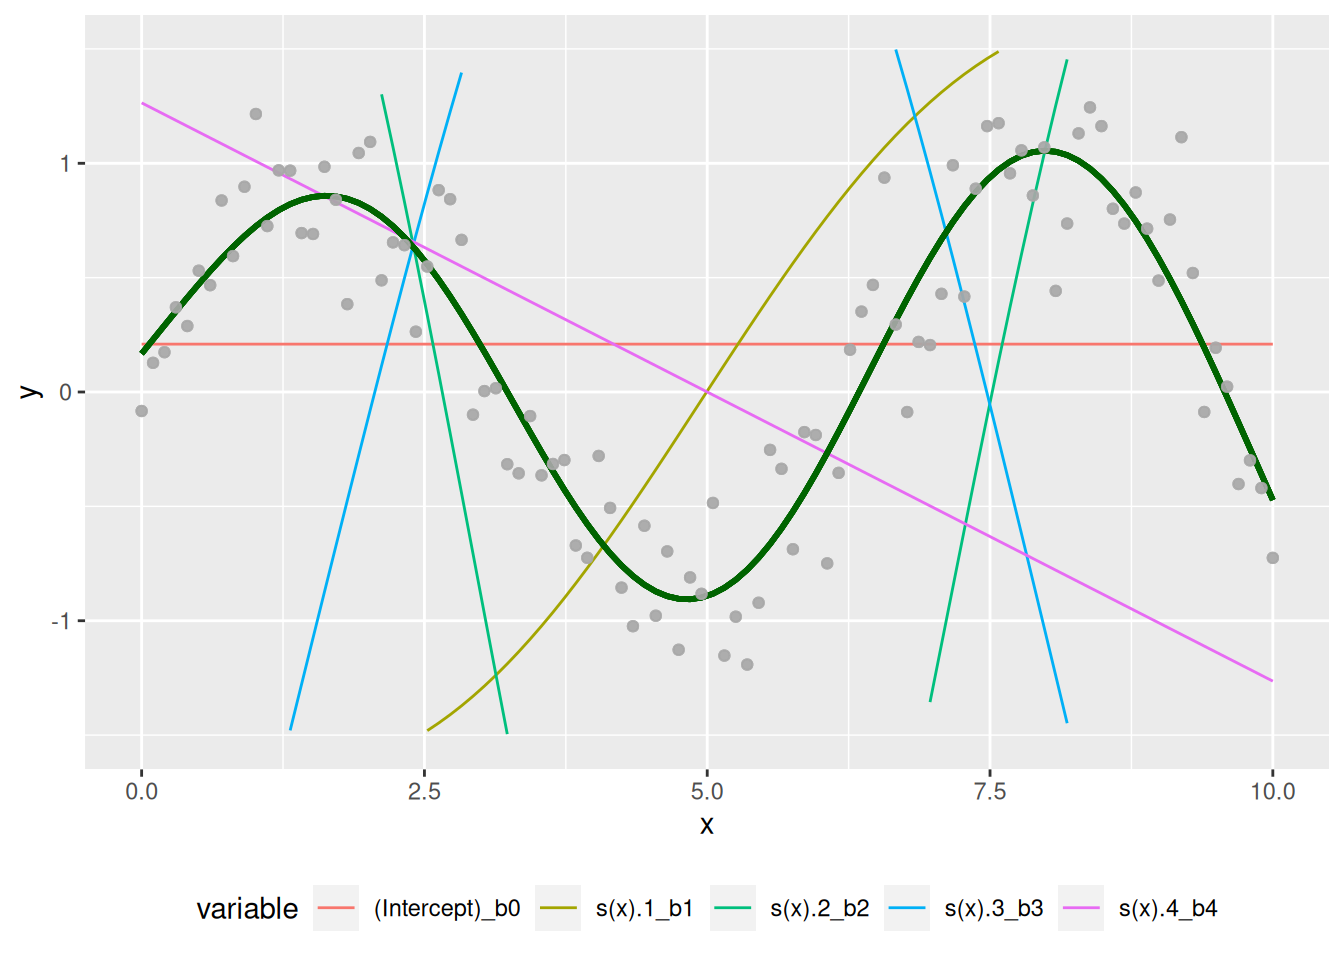 1
0
-1
y
0.0 2.5 5.0 7.5 10.0
x
variable (Intercept)_b0 s(x).1_b1 s(x).2_b2 s(x).3_b3 s(x).4_b4